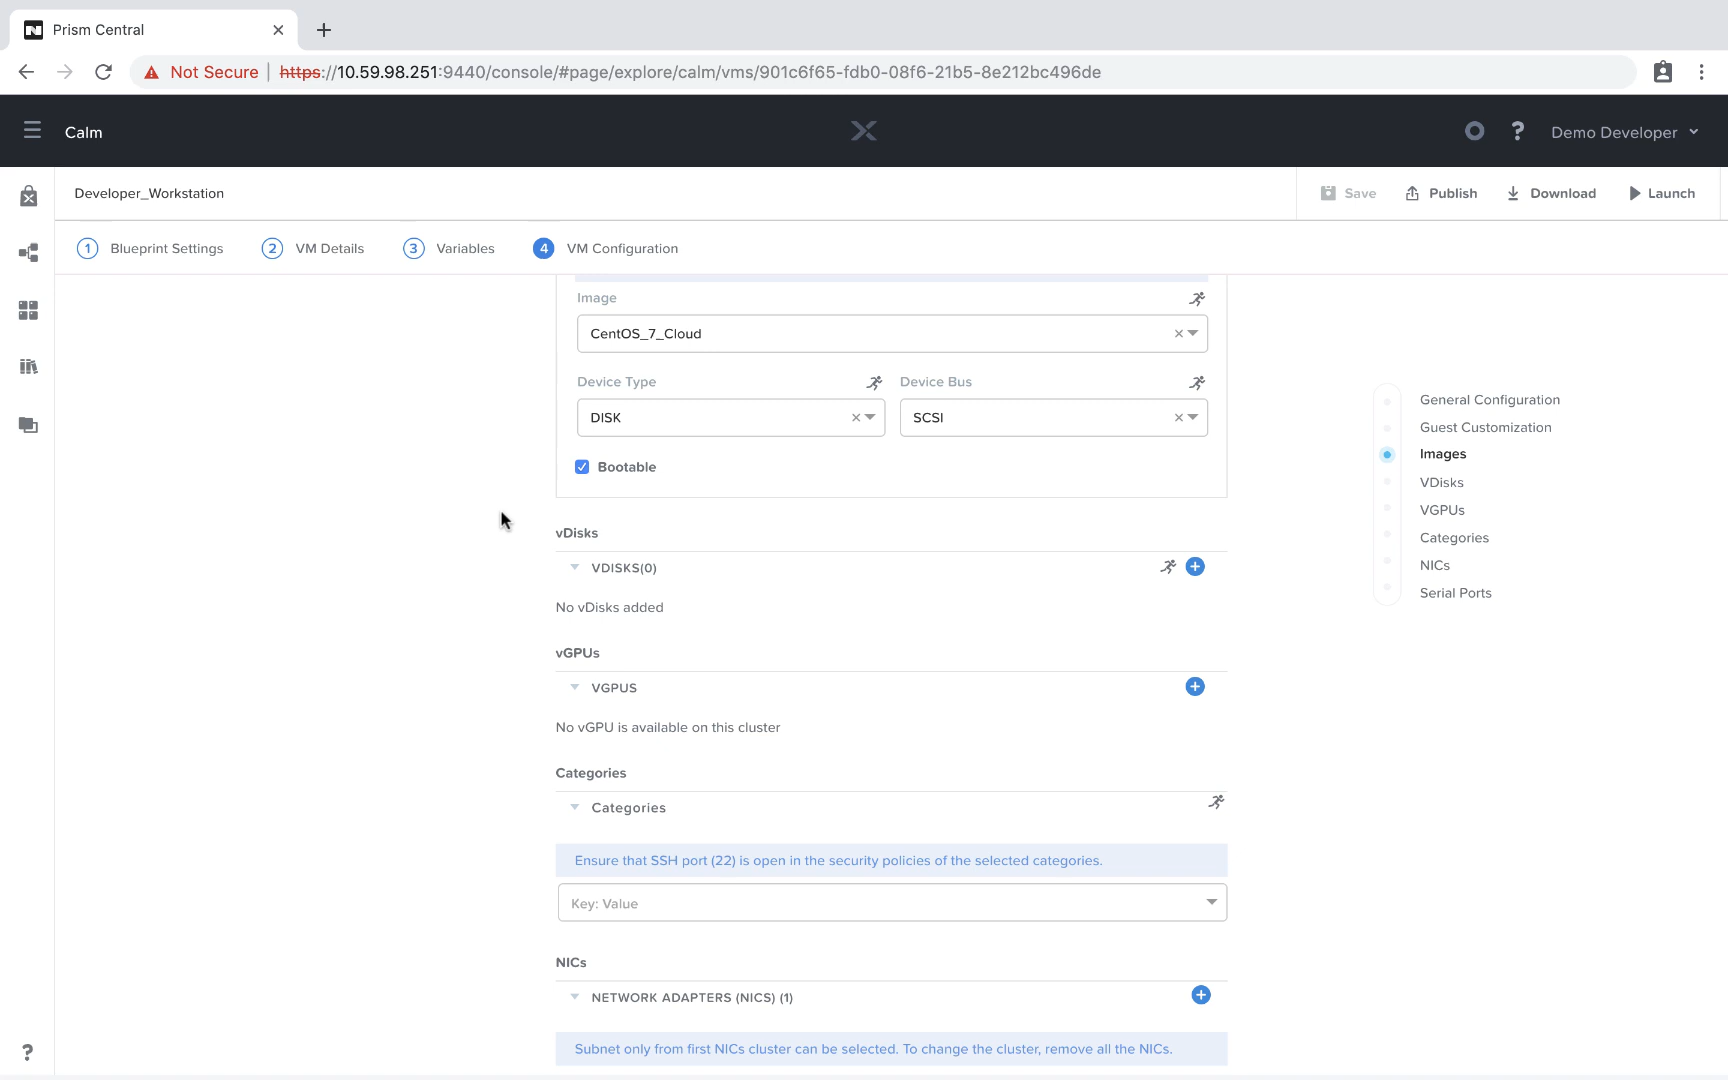 Prism Central
Not Secure | https://10.59.98.251:9440/console/#page/explore/calm/vms/901c6f65-fdb0-08f6-21b5-8e212bc496de
Calm
? Demo Developer
Developer_Workstation
Save Publish Download Launch
1 Blueprint Settings 2 VM Details 3 Variables 4 VM Configuration
Image
CentOS_7_Cloud
Device Type Device Bus
DISK SCSI
Bootable
vDisks
VDISKS(0)
No vDisks added
vGPUs
VGPUS
No vGPU is available on this cluster
Categories
Categories
Ensure that SSH port (22) is open in the security policies of the selected categories.
Key: Value
NICs
NETWORK ADAPTERS (NICS) (1)
Subnet only from first NICs cluster can be selected. To change the cluster, remove all the NICs.
General Configuration
Guest Customization
Images
VDisks
VGPUs
Categories
NICs
Serial Ports
?